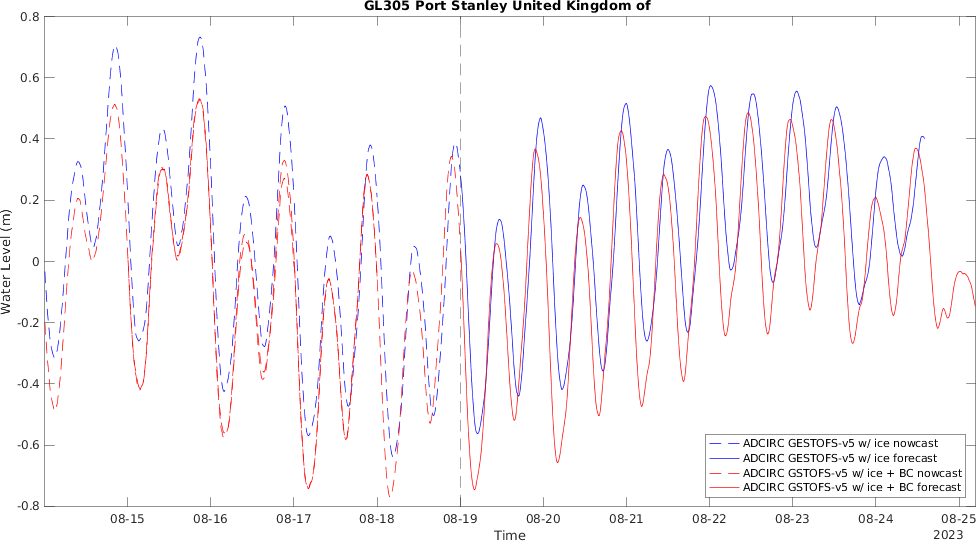 GL305 Port Stanley United Kingdom of
0.8
0.6
0.4
0.2
0
-0.2
-0.4
-0.6
-0.8
Water Level (m)
ADCIRC GESTOFS-v5 w/ ice nowcast
ADCIRC GESTOFS-v5 w/ ice forecast
ADCIRC GSTOFS-v5 w/ ice + BC nowcast
ADCIRC GSTOFS-v5 w/ ice + BC forecast
08-15 08-16 08-17 08-18 08-19 08-20 08-21 08-22 08-23 08-24 08-25
Time
2023